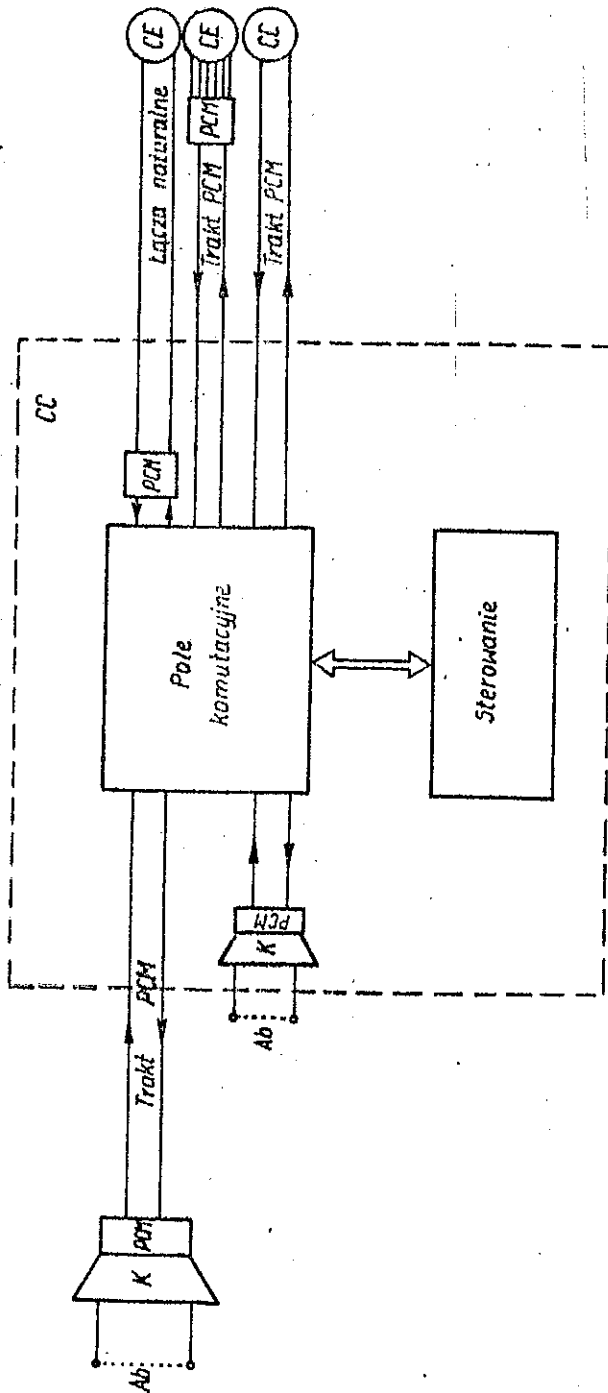 CC
Ab
K
PCM
Trakt PCM
Ab
K
PCM
Pole
komutacyjne
Sterowanie
PCM
Łącza naturalne
CE
Trakt PCM
PCM
CE
Trakt PCM
CC